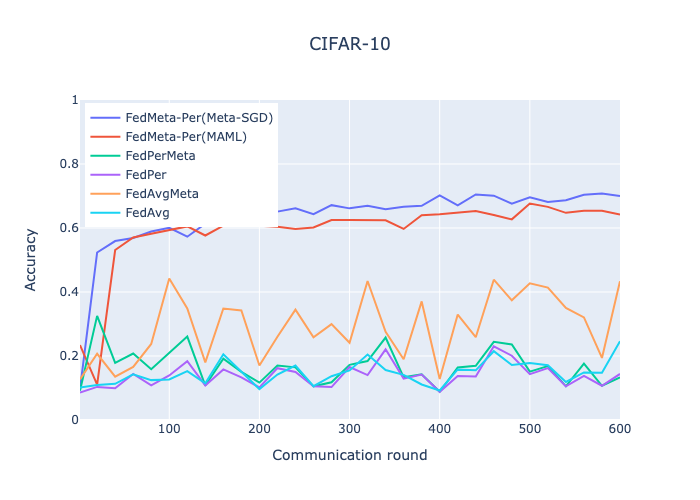 CIFAR-10
Accuracy
1
0.8
0.6
0.4
0.2
0
FedMeta-Per(Meta-SGD)
FedMeta-Per(MAML)
FedPerMeta
FedPer
FedAvgMeta
FedAvg
100
200
300
400
500
600
Communication round